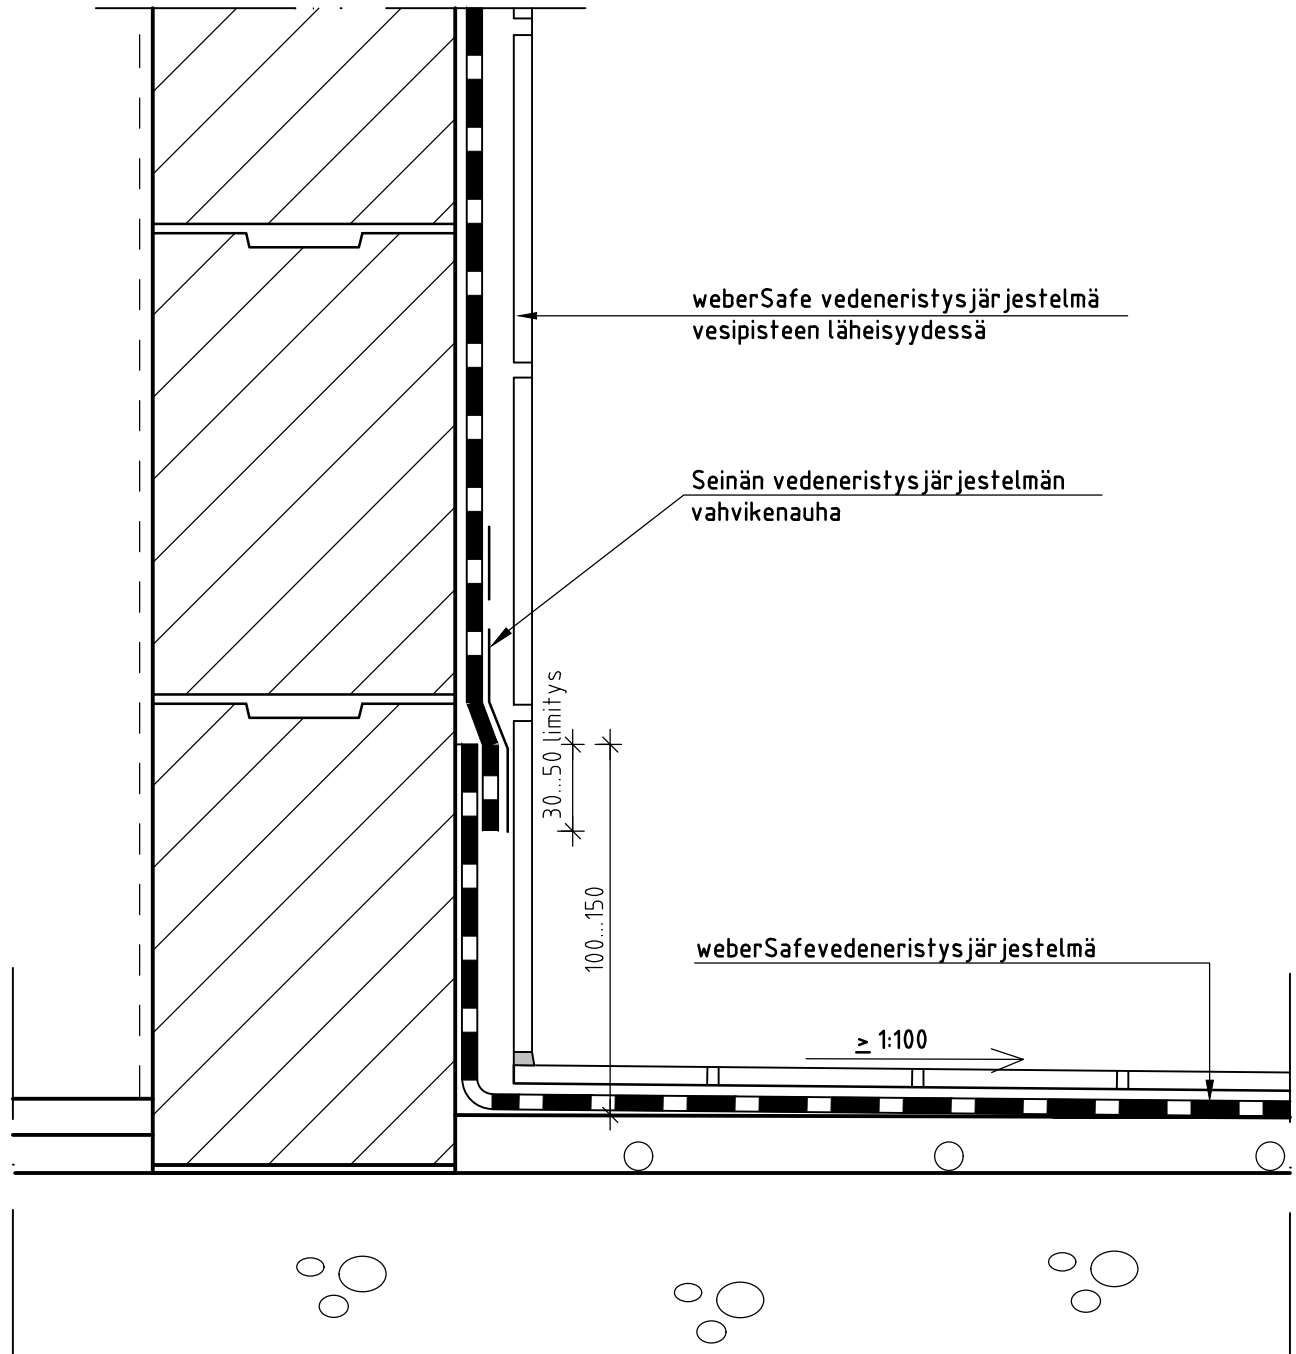 weberSafe vedeneristysjärjestelmä
vesipisteen läheisyydessä
Seinän vedeneristysjärjestelmän
vahvikenauha
30...50 limitys
100...150
weberSafevedeneristysjärjestelmä
≥ 1:100